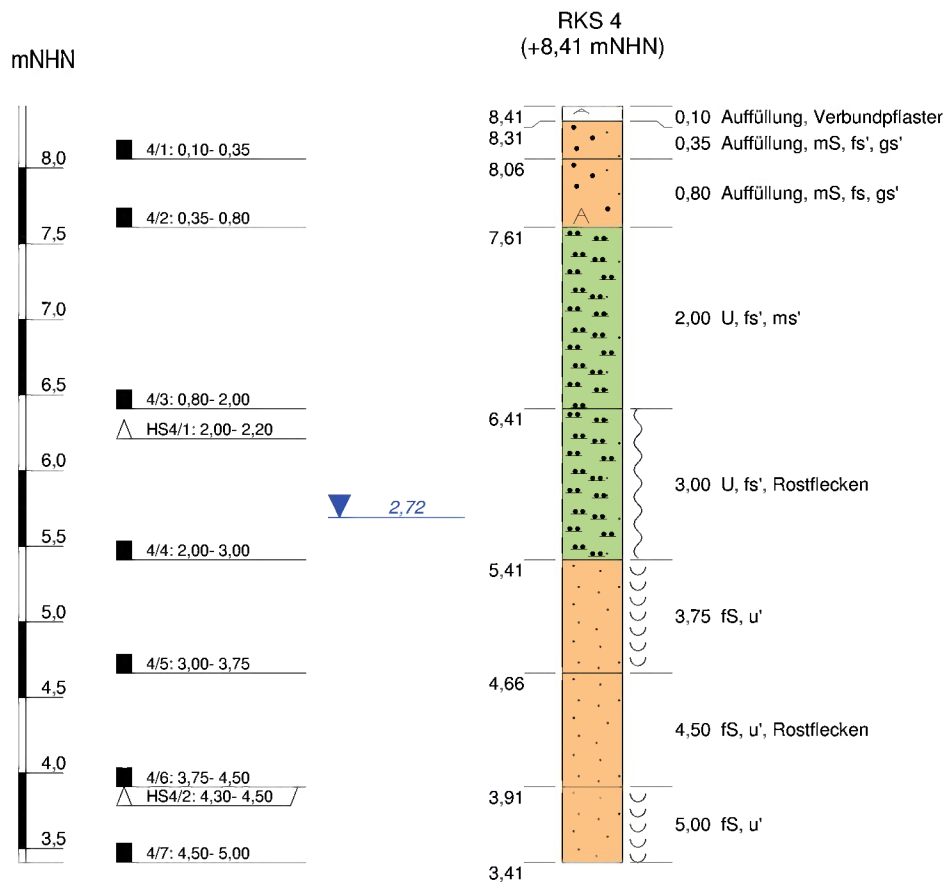 RKS 4
(+8,41 mNHN)
mNHN
8,41
0,10 Auffüllung, Verbundpflaster
8,31
0,35 Auffüllung, mS, fs', gs'
4/1: 0,10- 0,35
8,0
8,06
0,80 Auffüllung, mS, fs, gs'
4/2: 0,35- 0,80
7,5
7,61
7,0
2,00 U, fs', ms'
6,5
4/3: 0,80- 2,00
6,41
HS4/1: 2,00- 2,20
6,0
3,00 U, fs', Rostflecken
2,72
5,5
4/4: 2,00- 3,00
5,41
5,0
3,75 fS, u'
4/5: 3,00- 3,75
4,5
4,66
4,50 fS, u', Rostflecken
4,0
4/6: 3,75- 4,50
3,91
HS4/2: 4,30- 4,50
5,00 fS, u'
3,5
4/7: 4,50- 5,00
3,41